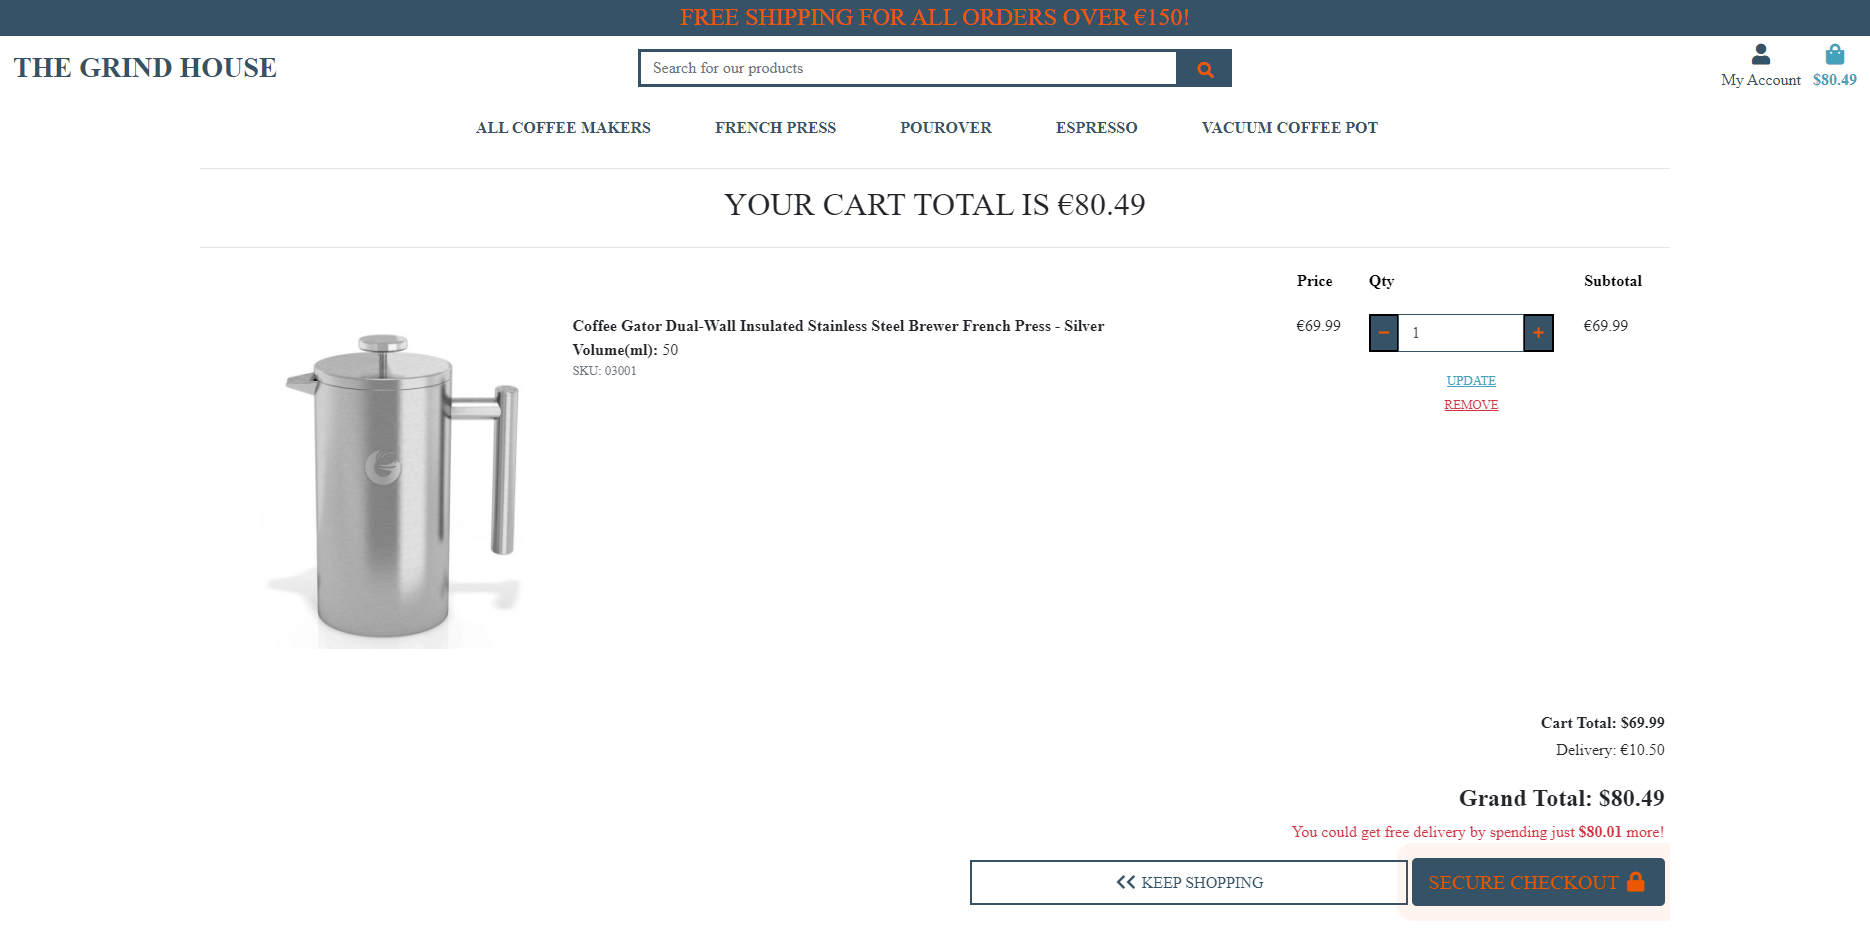 FREE SHIPPING FOR ALL ORDERS OVER €150!
THE GRIND HOUSE
Search for our products
My Account
$80.49
ALL COFFEE MAKERS FRENCH PRESS POUROVER ESPRESSO VACUUM COFFEE POT
YOUR CART TOTAL IS €80.49
Price Qty Subtotal
Coffee Gator Dual-Wall Insulated Stainless Steel Brewer French Press - Silver
Volume(ml): 50
SKU: 03001
€69.99 − 1 + €69.99
UPDATE
REMOVE
Cart Total: $69.99
Delivery: €10.50
Grand Total: $80.49
You could get free delivery by spending just $80.01 more!
KEEP SHOPPING SECURE CHECKOUT